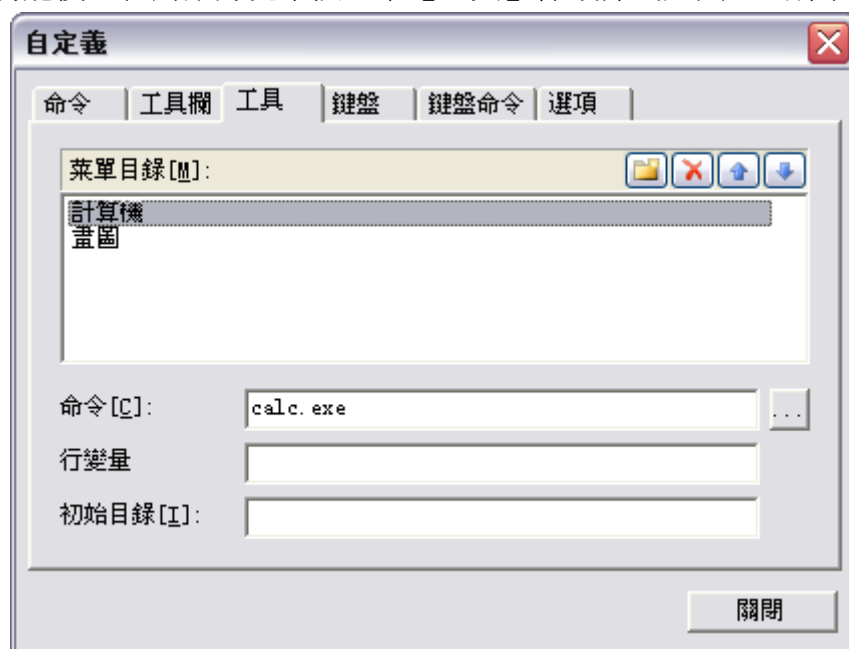 自定義
命令 工具欄 工具 鍵盤 鍵盤命令 選項
菜單目錄[M]:
計算機
畫圖
命令[C]: calc.exe ...
行變量
初始目錄[I]:
關閉